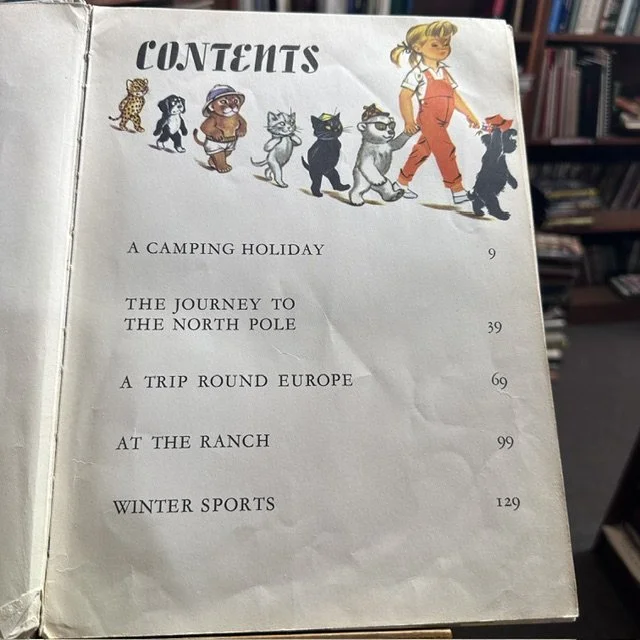 CONTENTS
A CAMPING HOLIDAY 9
THE JOURNEY TO
THE NORTH POLE 39
A TRIP ROUND EUROPE 69
AT THE RANCH 99
WINTER SPORTS 129